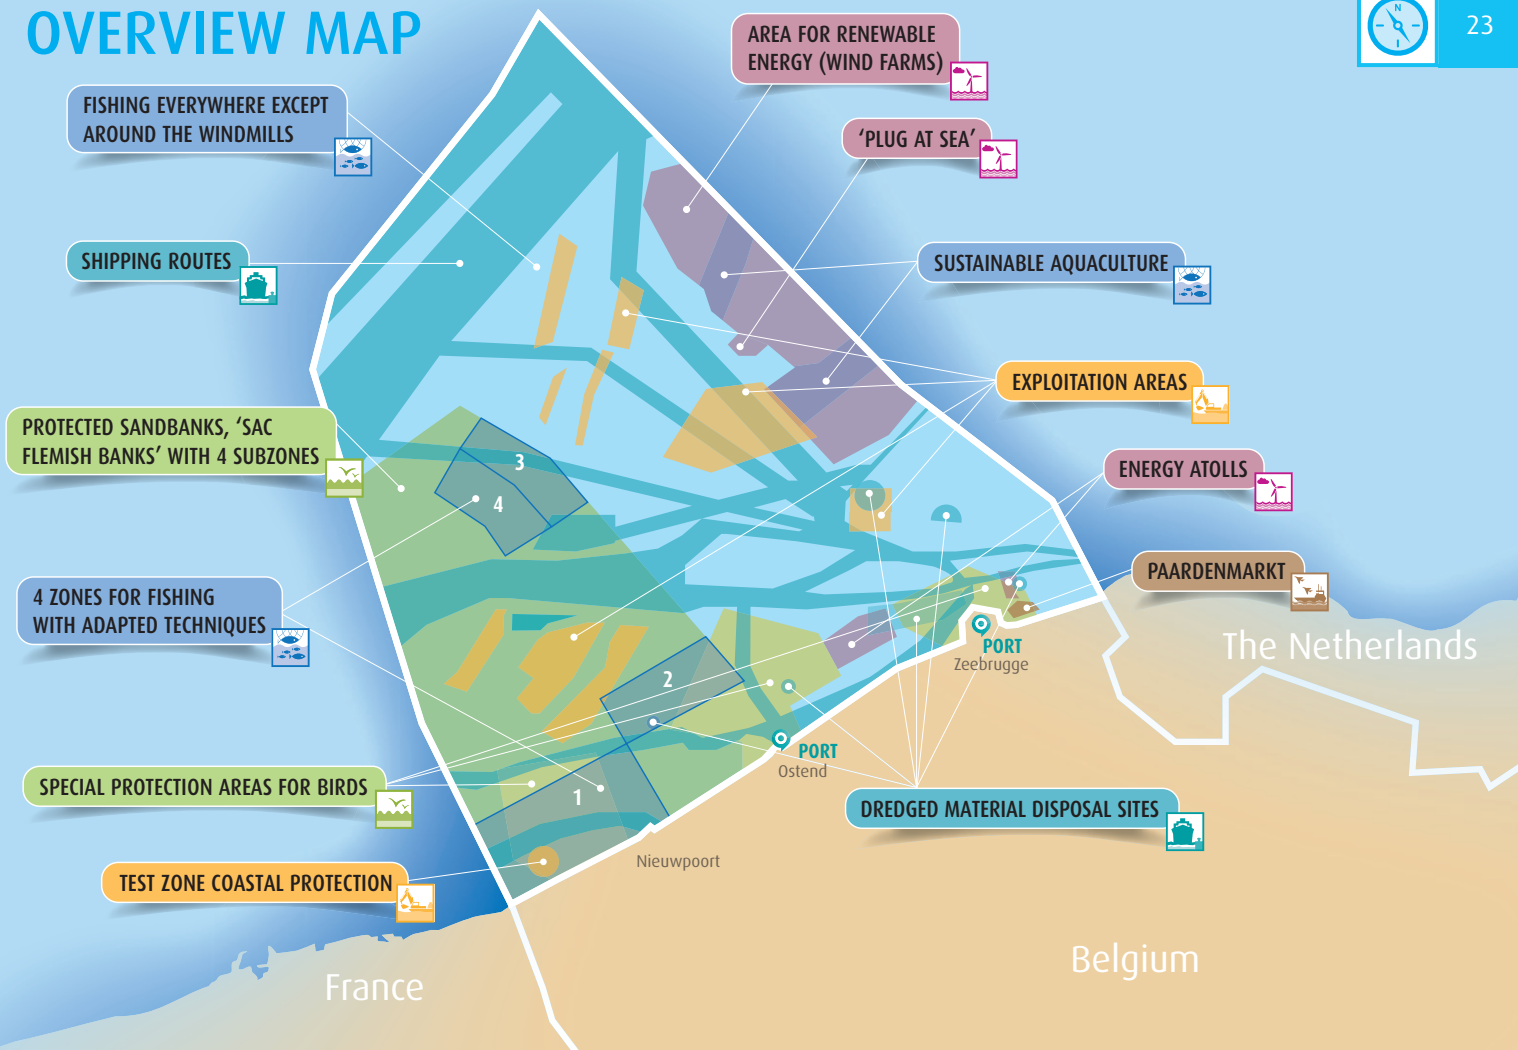 OVERVIEW MAP
N
23
AREA FOR RENEWABLE
ENERGY (WIND FARMS)
FISHING EVERYWHERE EXCEPT
AROUND THE WINDMILLS
‘PLUG AT SEA’
SHIPPING ROUTES
SUSTAINABLE AQUACULTURE
EXPLOITATION AREAS
PROTECTED SANDBANKS, ‘SAC
FLEMISH BANKS’ WITH 4 SUBZONES
3
4
ENERGY ATOLLS
PAARDENMARKT
4 ZONES FOR FISHING
WITH ADAPTED TECHNIQUES
The Netherlands
PORT
Zeebrugge
2
PORT
Ostend
SPECIAL PROTECTION AREAS FOR BIRDS
1
DREDGED MATERIAL DISPOSAL SITES
Nieuwpoort
TEST ZONE COASTAL PROTECTION
Belgium
France